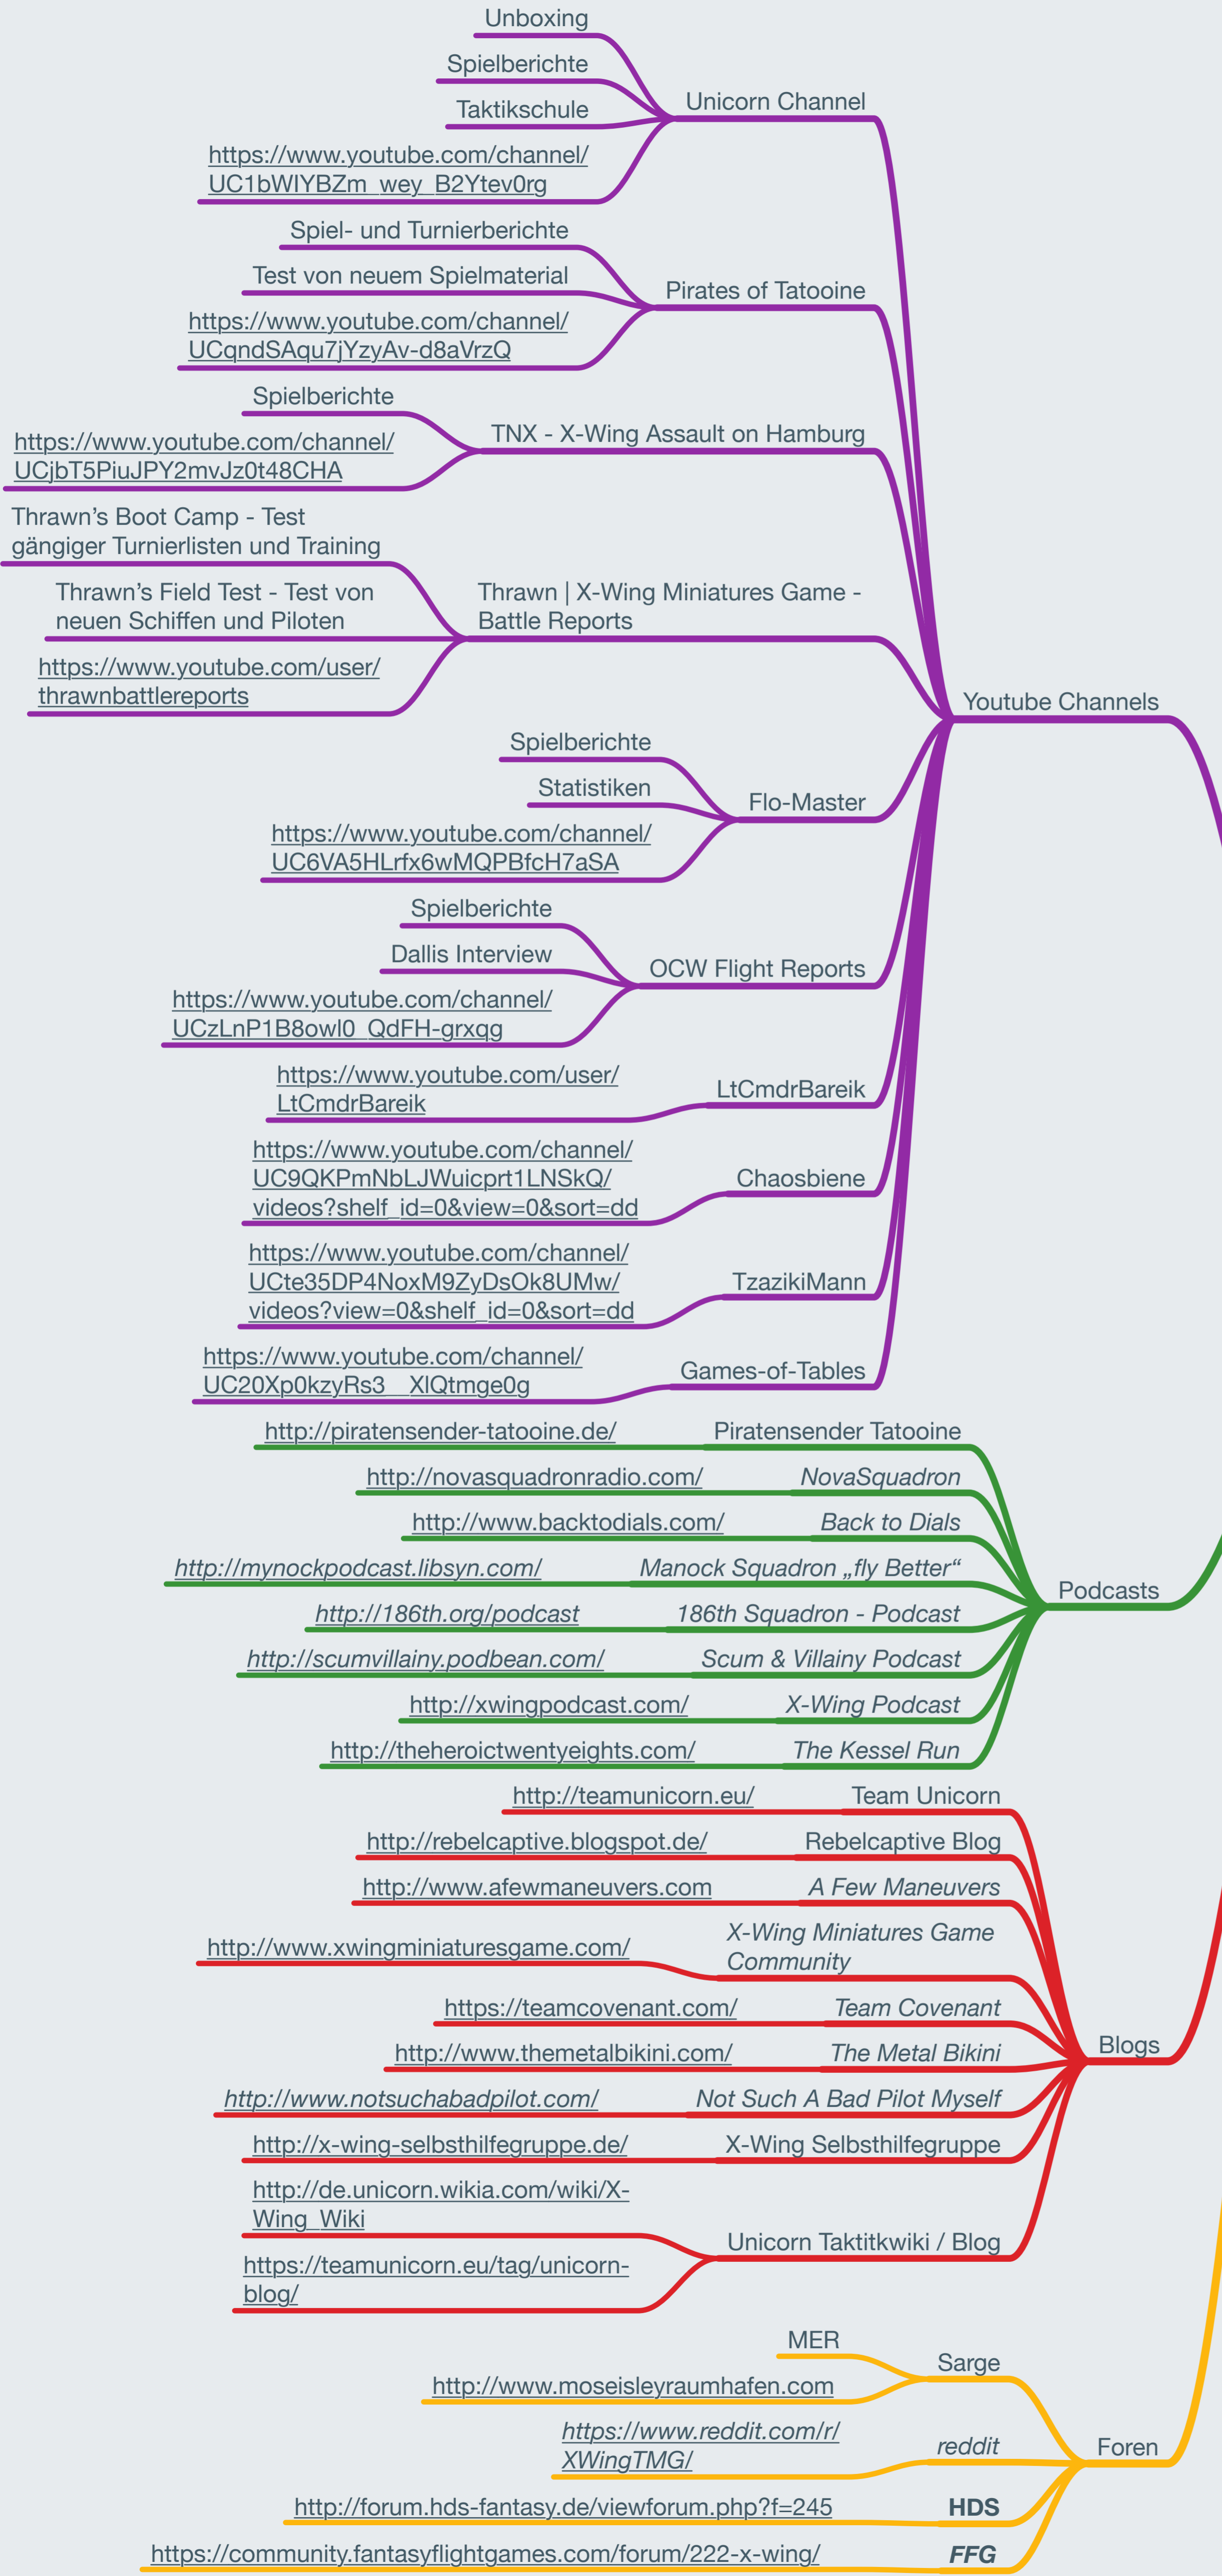 Unboxing
Spielberichte
Taktikschule
https://www.youtube.com/channel/
UC1bWIYBZm_wey_B2Ytev0rg
Unicorn Channel
Spiel- und Turnierberichte
Test von neuem Spielmaterial
https://www.youtube.com/channel/
UCqndSAqu7jYzyAv-d8aVrzQ
Pirates of Tatooine
Spielberichte
https://www.youtube.com/channel/
UCjbT5PiuJPY2mvJz0t48CHA
TNX - X-Wing Assault on Hamburg
Thrawn’s Boot Camp - Test
gängiger Turnierlisten und Training
Thrawn’s Field Test - Test von
neuen Schiffen und Piloten
https://www.youtube.com/user/
thrawnbattlereports
Thrawn | X-Wing Miniatures Game -
Battle Reports
Youtube Channels
Spielberichte
Statistiken
https://www.youtube.com/channel/
UC6VA5HLrfx6wMQPBfcH7aSA
Flo-Master
Spielberichte
Dallis Interview
https://www.youtube.com/channel/
UCzLnP1B8owl0_QdFH-grxqg
OCW Flight Reports
https://www.youtube.com/user/
LtCmdrBareik
LtCmdrBareik
https://www.youtube.com/channel/
UC9QKPmNbLJWuicprt1LNSkQ/
videos?shelf_id=0&view=0&sort=dd
Chaosbiene
https://www.youtube.com/channel/
UCte35DP4NoxM9ZyDsOk8UMw/
videos?view=0&shelf_id=0&sort=dd
TzazikiMann
https://www.youtube.com/channel/
UC20Xp0kzyRs3__XlQtmge0g
Games-of-Tables
http://piratensender-tatooine.de/
Piratensender Tatooine
http://novasquadronradio.com/
NovaSquadron
http://www.backtodials.com/
Back to Dials
http://mynockpodcast.libsyn.com/
Manock Squadron „fly Better“
http://186th.org/podcast
186th Squadron - Podcast
Podcasts
http://scumvillainy.podbean.com/
Scum & Villainy Podcast
http://xwingpodcast.com/
X-Wing Podcast
http://theheroictwentyeights.com/
The Kessel Run
http://teamunicorn.eu/
Team Unicorn
http://rebelcaptive.blogspot.de/
Rebelcaptive Blog
http://www.afewmaneuvers.com
A Few Maneuvers
http://www.xwingminiaturesgame.com/
X-Wing Miniatures Game
Community
https://teamcovenant.com/
Team Covenant
http://www.themetalbikini.com/
The Metal Bikini
Blogs
http://www.notsuchabadpilot.com/
Not Such A Bad Pilot Myself
http://x-wing-selbsthilfegruppe.de/
X-Wing Selbsthilfegruppe
http://de.unicorn.wikia.com/wiki/X-
Wing_Wiki
https://teamunicorn.eu/tag/unicorn-
blog/
Unicorn Taktitkwiki / Blog
MER
http://www.moseisleyraumhafen.com
Sarge
https://www.reddit.com/r/
XWingTMG/
reddit
Foren
http://forum.hds-fantasy.de/viewforum.php?f=245
HDS
https://community.fantasyflightgames.com/forum/222-x-wing/
FFG